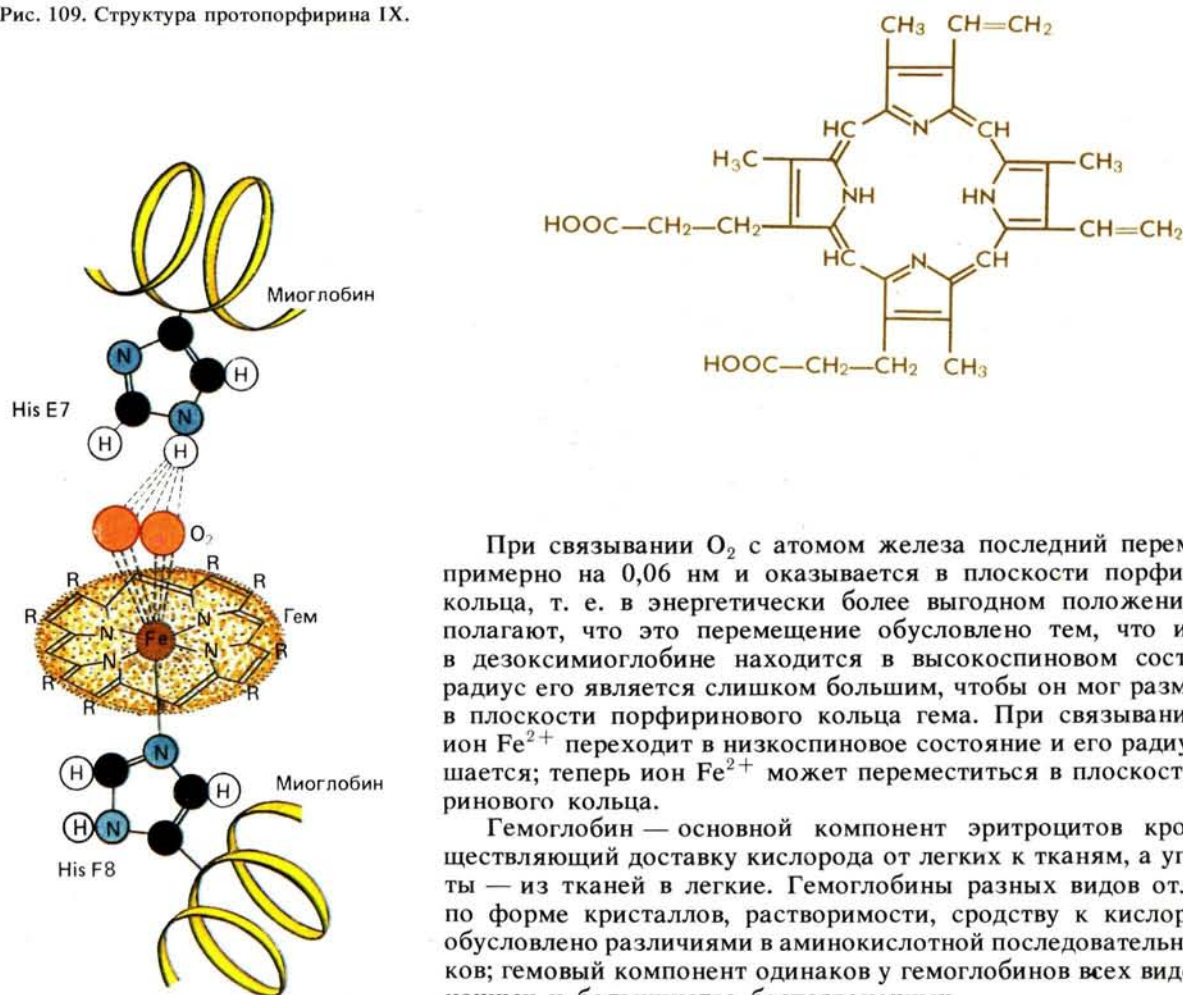 Рис. 109. Структура протопорфирина IX.
CH₃ CH=CH₂
HC N CH
H₃C CH₃
NH HN
HOOC—CH₂—CH₂ CH=CH₂
HC N CH
HOOC—CH₂—CH₂ CH₃
Миоглобин
N
H
His E7
N
H
H
O₂
R R
R R
Гем
N N
Fe
N N
R R
R R
N
H
Миоглобин
H
H N
His F8
При связывании O₂ с атомом железа последний перем
примерно на 0,06 нм и оказывается в плоскости порфи
кольца, т. е. в энергетически более выгодном положени
полагают, что это перемещение обусловлено тем, что и
в дезоксимиоглобине находится в высокоспиновом сост
радиус его является слишком большим, чтобы он мог разм
в плоскости порфиринового кольца гема. При связывани
ион Fe²⁺ переходит в низкоспиновое состояние и его радиу
шается; теперь ион Fe²⁺ может переместиться в плоскост
ринового кольца.
Гемоглобин — основной компонент эритроцитов кро
ществляющий доставку кислорода от легких к тканям, а уг
ты — из тканей в легкие. Гемоглобины разных видов от
по форме кристаллов, растворимости, сродству к кислор
обусловлено различиями в аминокислотной последовательн
ков; гемовый компонент одинаков у гемоглобинов всех вид